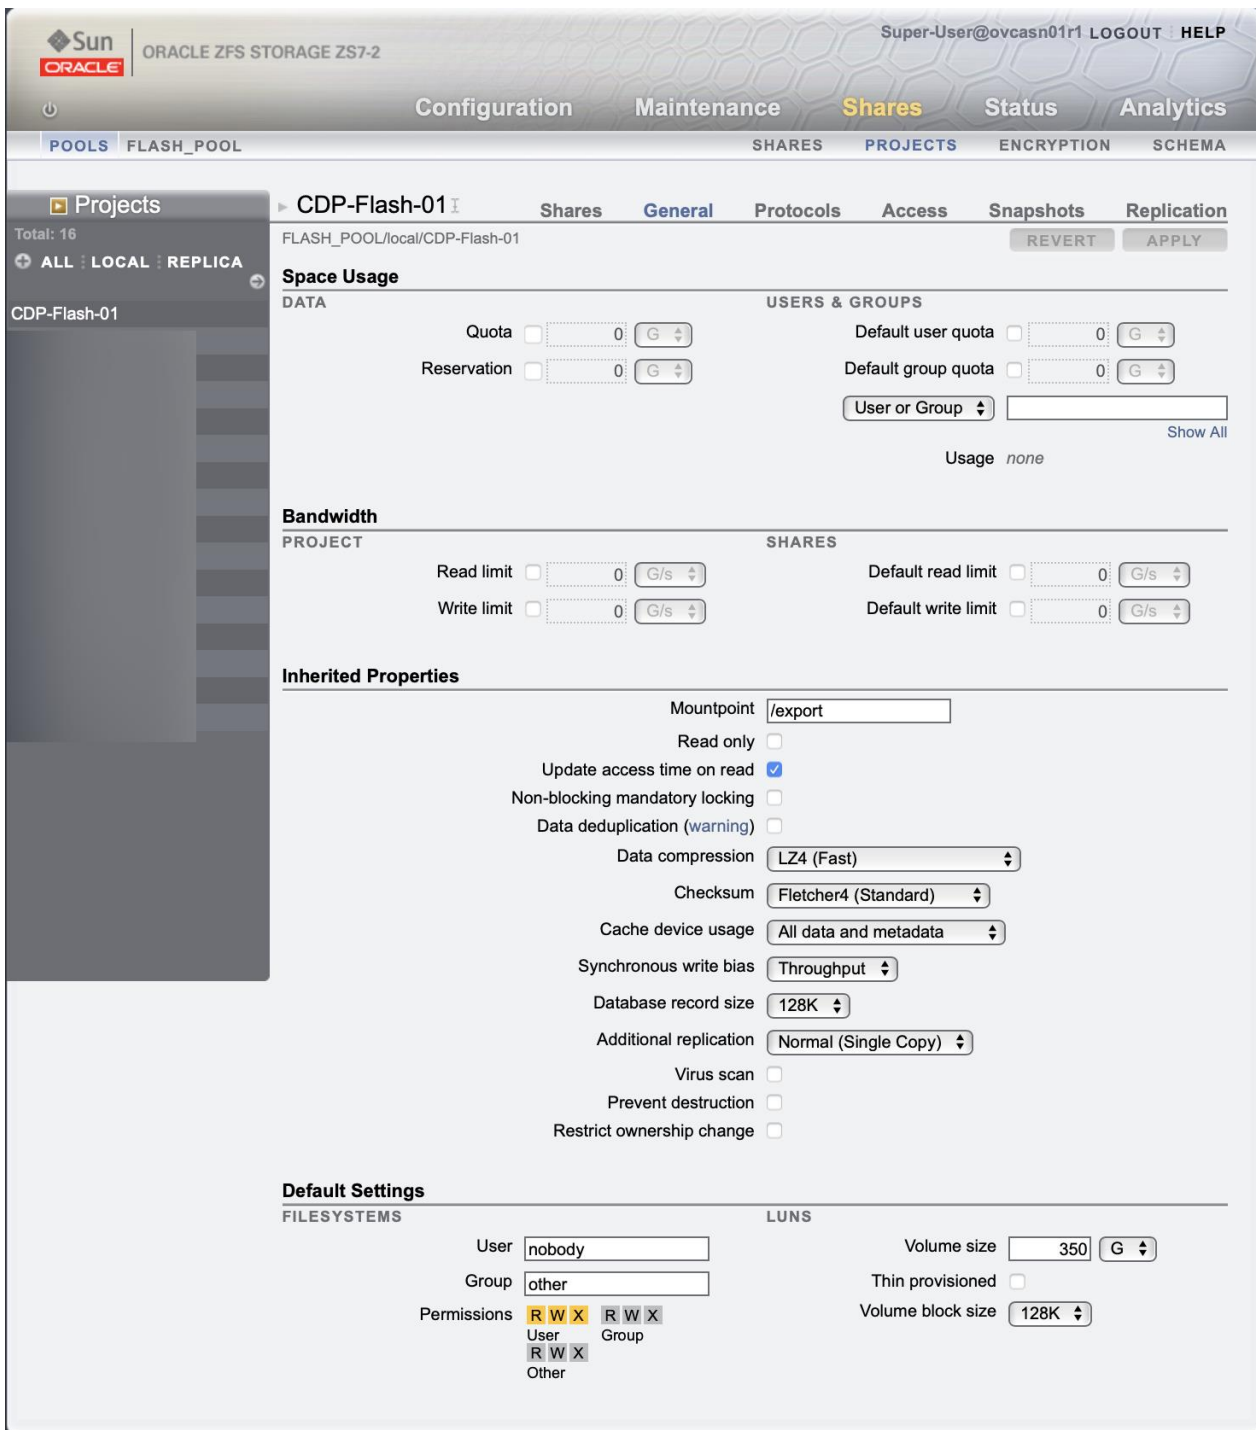 Sun
ORACLE
ORACLE ZFS STORAGE ZS7-2
Super-User@ovcasn01r1 LOGOUT HELP
Configuration Maintenance Shares Status Analytics
POOLS FLASH_POOL SHARES PROJECTS ENCRYPTION SCHEMA
Projects
Total: 16
ALL LOCAL REPLICA
CDP-Flash-01
CDP-Flash-01 Shares General Protocols Access Snapshots Replication
FLASH_POOL/local/CDP-Flash-01 REVERT APPLY
Space Usage
DATA USERS & GROUPS
Quota 0 G Default user quota 0 G
Reservation 0 G Default group quota 0 G
User or Group
Show All
Usage none
Bandwidth
PROJECT SHARES
Read limit 0 G/s Default read limit 0 G/s
Write limit 0 G/s Default write limit 0 G/s
Inherited Properties
Mountpoint /export
Read only
Update access time on read
Non-blocking mandatory locking
Data deduplication (warning)
Data compression LZ4 (Fast)
Checksum Fletcher4 (Standard)
Cache device usage All data and metadata
Synchronous write bias Throughput
Database record size 128K
Additional replication Normal (Single Copy)
Virus scan
Prevent destruction
Restrict ownership change
Default Settings
FILESYSTEMS LUNS
User nobody Volume size 350 G
Group other Thin provisioned
Permissions R W X R W X Volume block size 128K
User Group
R W X
Other